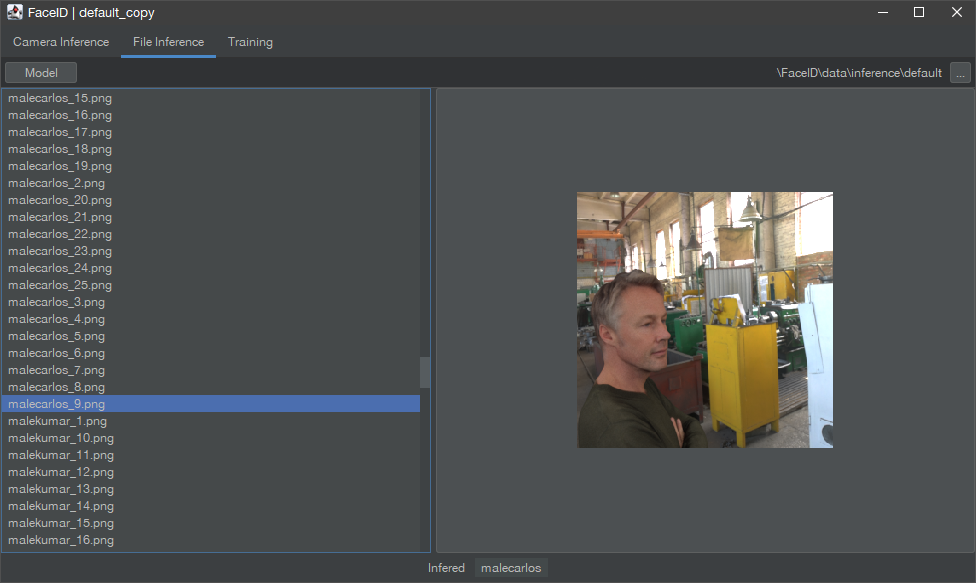 FaceID | default_copy
Camera Inference File Inference Training
Model \FaceID\data\inference\default ...
malecarlos_15.png
malecarlos_16.png
malecarlos_17.png
malecarlos_18.png
malecarlos_19.png
malecarlos_2.png
malecarlos_20.png
malecarlos_21.png
malecarlos_22.png
malecarlos_23.png
malecarlos_24.png
malecarlos_25.png
malecarlos_3.png
malecarlos_4.png
malecarlos_5.png
malecarlos_6.png
malecarlos_7.png
malecarlos_8.png
malecarlos_9.png
malekumar_1.png
malekumar_10.png
malekumar_11.png
malekumar_12.png
malekumar_13.png
malekumar_14.png
malekumar_15.png
malekumar_16.png
Infered malecarlos